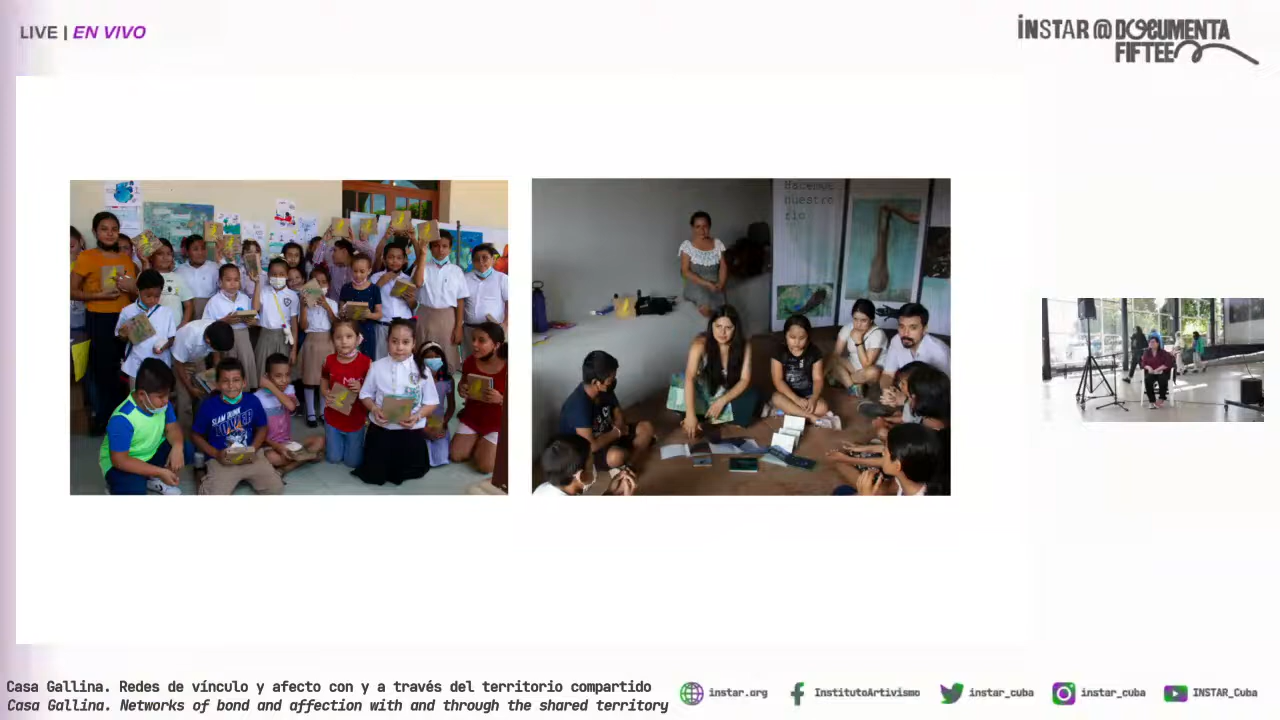 LIVE | EN VIVO
INSTAR @ DOCUMENTA
FIFTEEN
Hacemos
nuestro
río
SLAM DUNK
Casa Gallina. Redes de vínculo y afecto con y a través del territorio compartido
Casa Gallina. Networks of bond and affection with and through the shared territory
instar.org
InstitutoArtivismo
instar_cuba
instar_cuba
INSTAR_Cuba